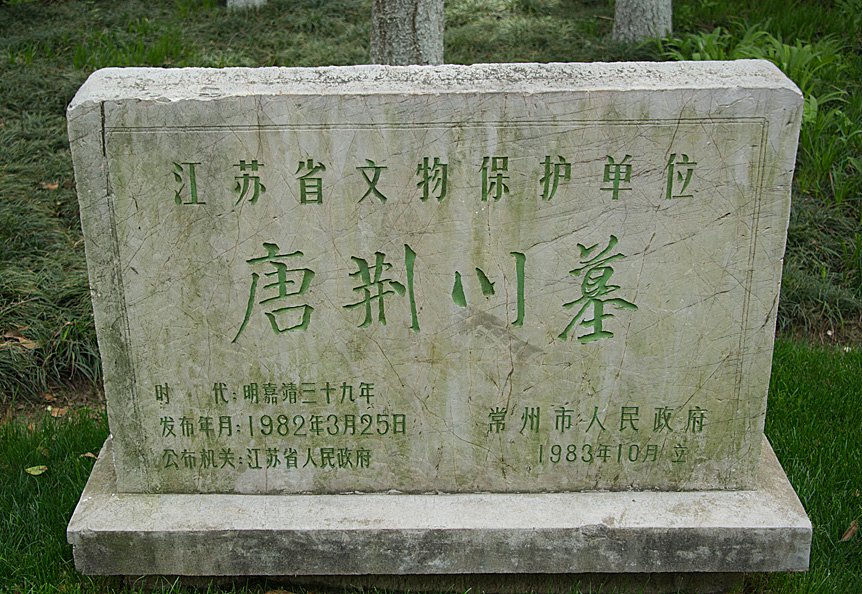 江苏省文物保护单位
唐荆川墓
时 代:明嘉靖三十九年
发布年月:1982年3月25日
公布机关:江苏省人民政府
常州市人民政府
1983年10月 立